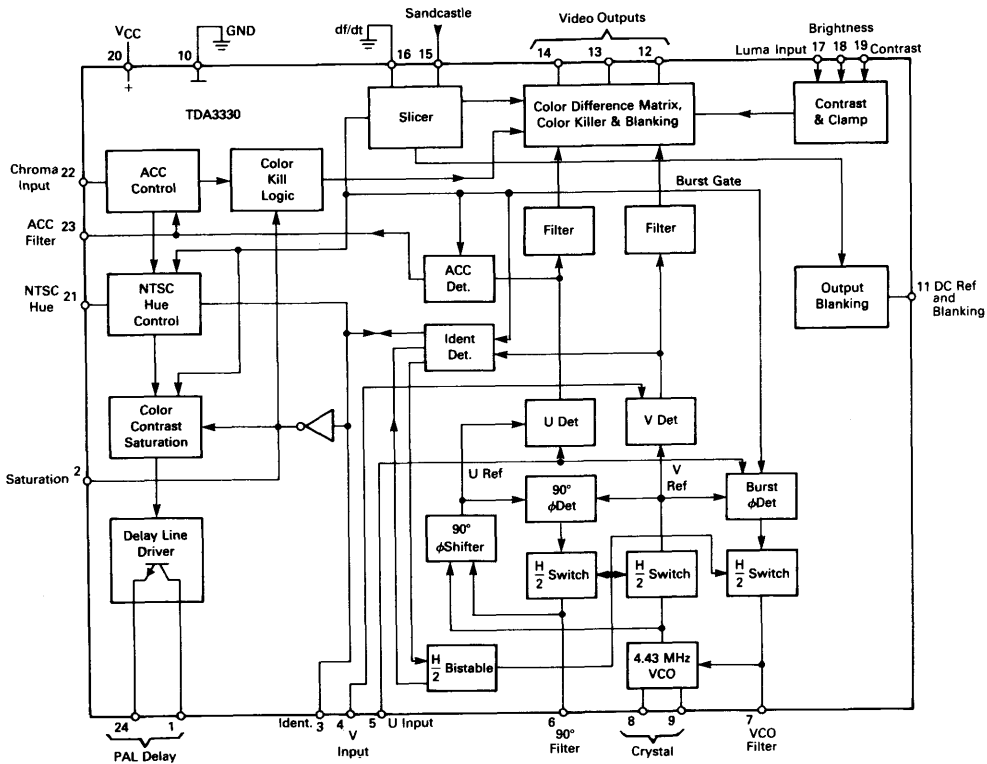 Sandcastle
Video Outputs
Brightness
VCC
20
+
10
GND
df/dt
16
15
14
13
12
Luma Input
17
18
19
Contrast
TDA3330
Slicer
Color Difference Matrix,
Color Killer & Blanking
Contrast
& Clamp
Chroma
Input
22
ACC
Control
Color
Kill
Logic
Burst Gate
ACC
Filter
23
Filter
Filter
ACC
Det.
NTSC
Hue
21
NTSC
Hue
Control
Output
Blanking
11
DC Ref
and
Blanking
Ident
Det.
Color
Contrast
Saturation
U Det
V Det
Saturation
2
U Ref
V
Ref
90°
ϕDet
Burst
ϕDet
Delay Line
Driver
90°
ϕShifter
H
2
Switch
H
2
Switch
H
2
Switch
H
2
Bistable
4.43 MHz
VCO
24
1
PAL Delay
Ident.
3
4
V
Input
5
U Input
6
90°
Filter
8
9
Crystal
7
VCO
Filter